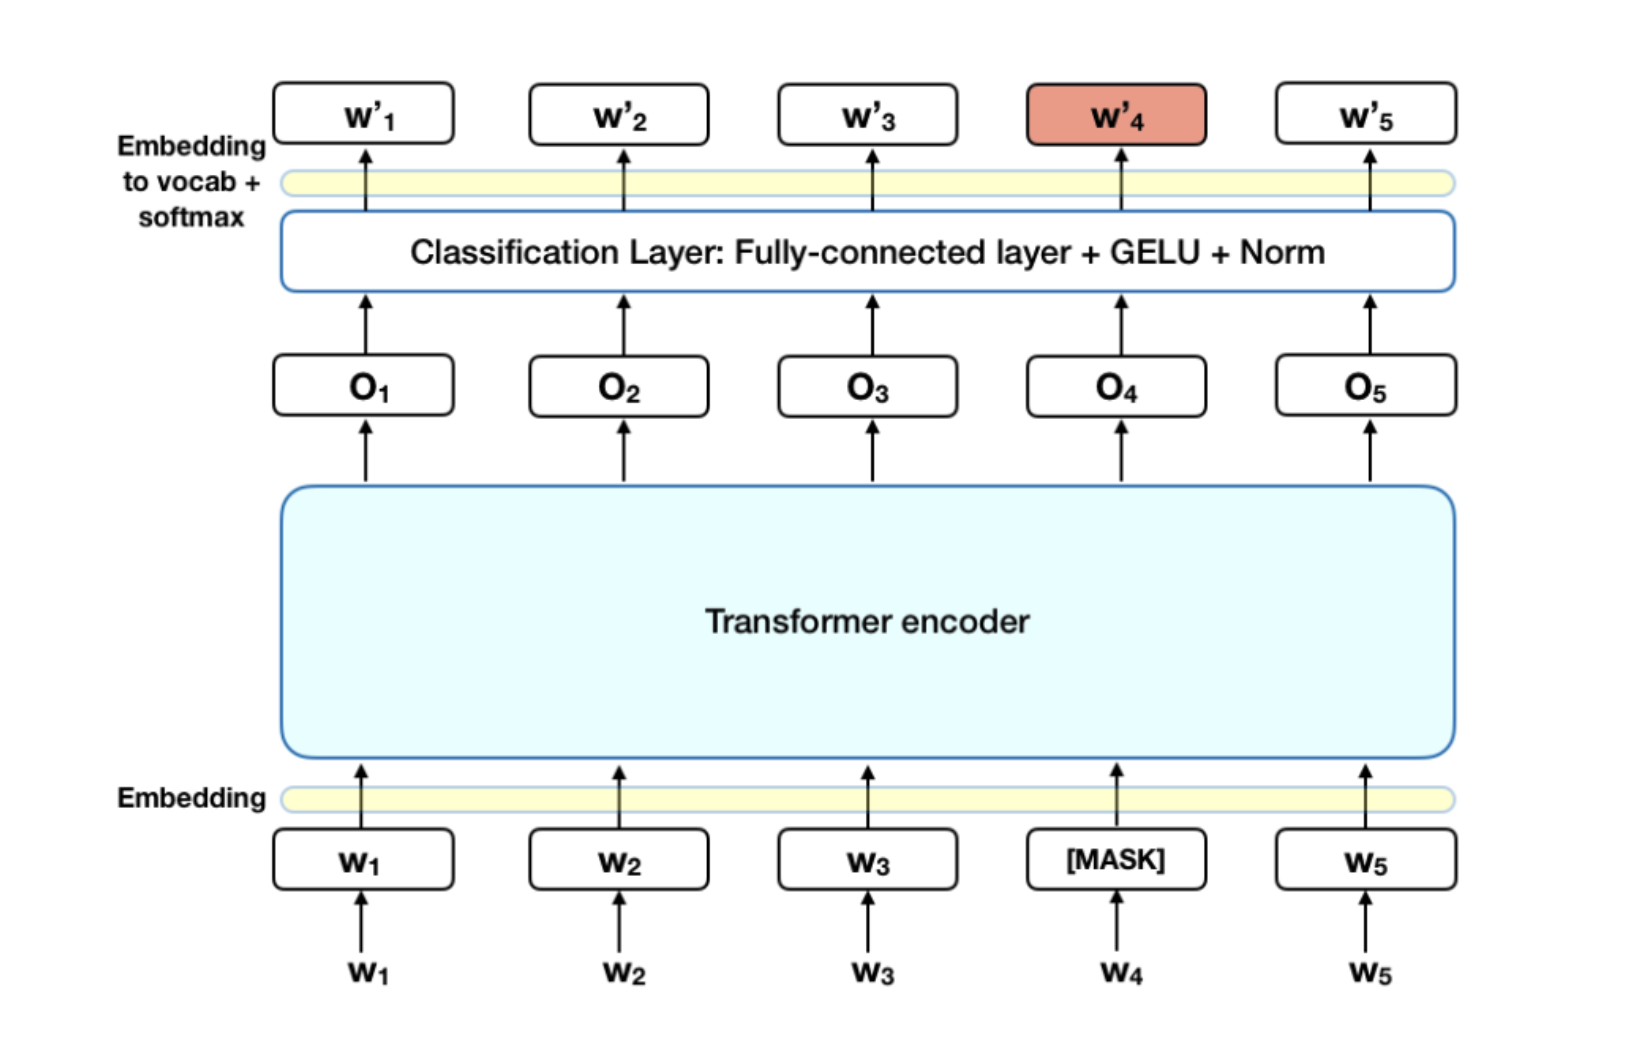 w’₁ w’₂ w’₃ w’₄ w’₅
Embedding
to vocab +
softmax
Classification Layer: Fully-connected layer + GELU + Norm
O₁ O₂ O₃ O₄ O₅
Transformer encoder
Embedding
w₁ w₂ w₃ [MASK] w₅
w₁ w₂ w₃ w₄ w₅